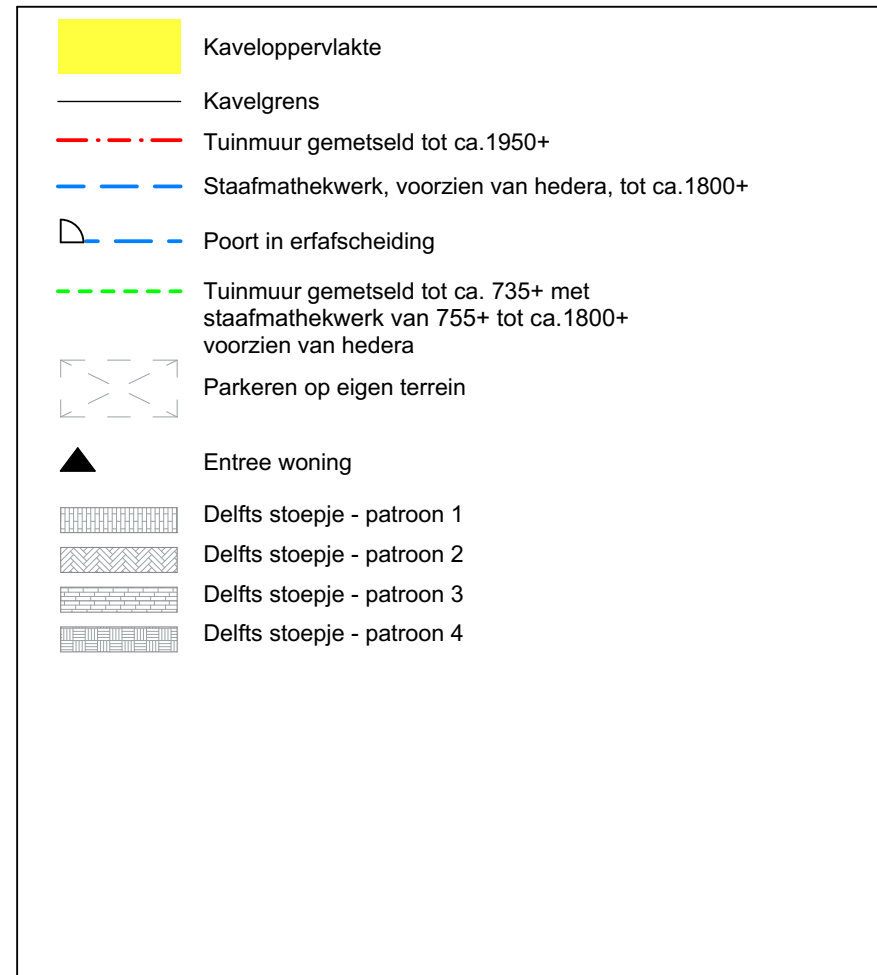 Kaveloppervlakte
Kavelgrens
Tuinmuur gemetseld tot ca.1950+
Staafmathekwerk, voorzien van hedera, tot ca.1800+
Poort in erfafscheiding
Tuinmuur gemetseld tot ca. 735+ met
staafmathekwerk van 755+ tot ca.1800+
voorzien van hedera
Parkeren op eigen terrein
Entree woning
Delfts stoepje - patroon 1
Delfts stoepje - patroon 2
Delfts stoepje - patroon 3
Delfts stoepje - patroon 4